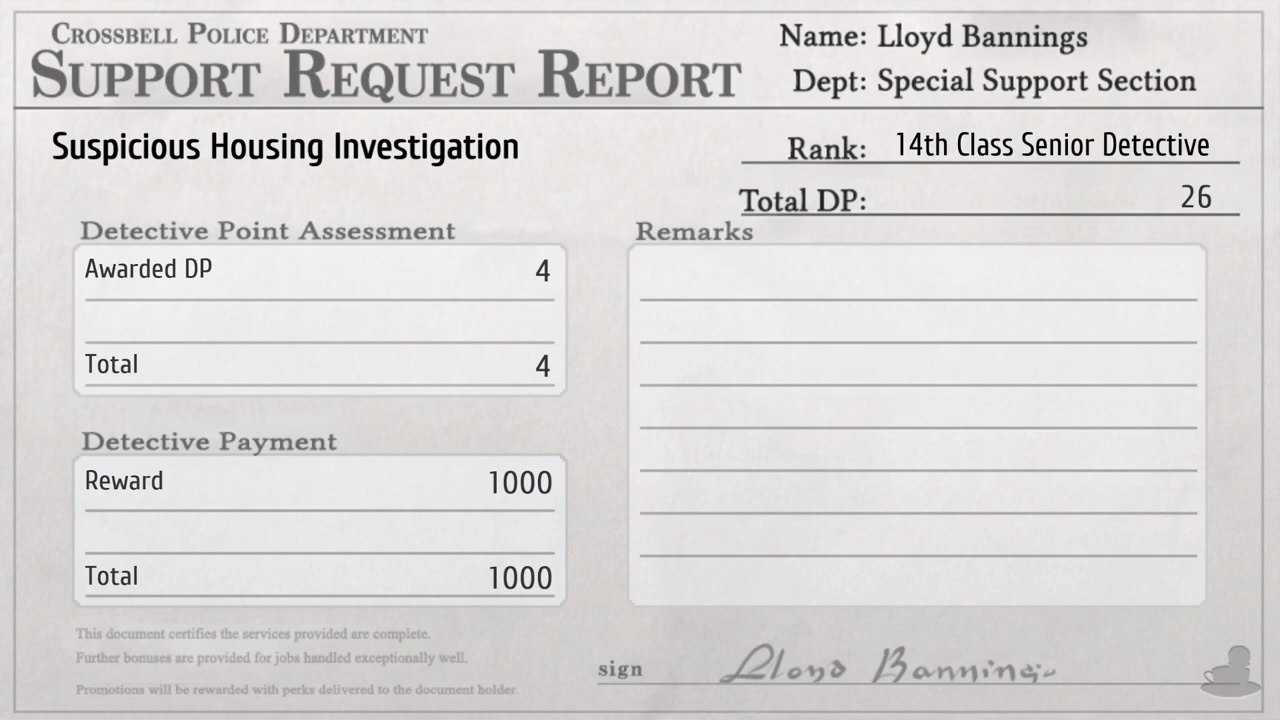 Crossbell Police Department
Support Request Report
Name: Lloyd Bannings
Dept: Special Support Section
Suspicious Housing Investigation
Rank: 14th Class Senior Detective
Total DP: 26
Detective Point Assessment
Awarded DP 4
Total 4
Remarks
Detective Payment
Reward 1000
Total 1000
This document certifies the services provided are complete.
Further bonuses are provided for jobs handled exceptionally well.
Promotions will be rewarded with perks delivered to the document holder.
sign Lloyd Bannings